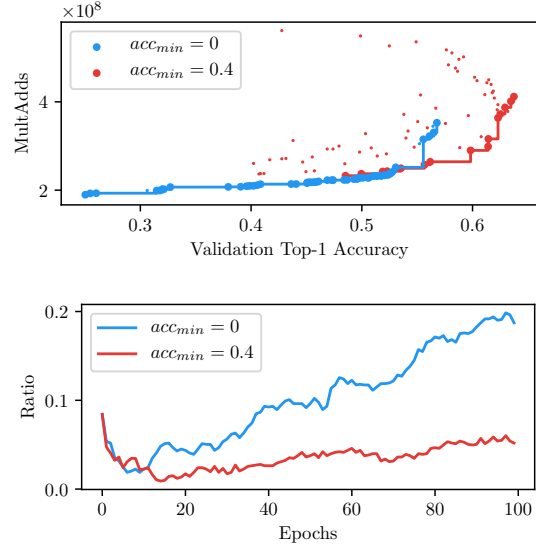 ×10⁸
4
2
MultAdds
acc_min = 0
acc_min = 0.4
0.3 0.4 0.5 0.6
Validation Top-1 Accuracy
0.2
0.1
0.0
Ratio
acc_min = 0
acc_min = 0.4
0 20 40 60 80 100
Epochs